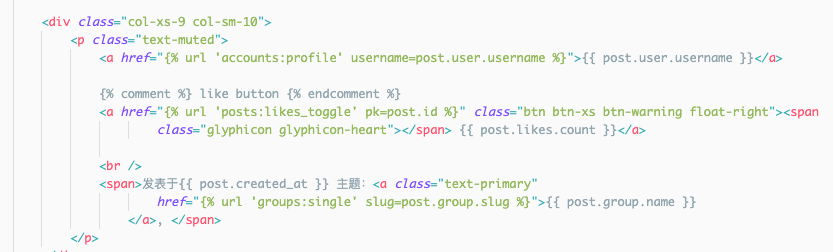 <div class="col-xs-9 col-sm-10">
<p class="text-muted">
<a href="{% url 'accounts:profile' username=post.user.username %}">{{ post.user.username }}</a>
{% comment %} like button {% endcomment %}
<a href="{% url 'posts:likes_toggle' pk=post.id %}" class="btn btn-xs btn-warning float-right"><span
class="glyphicon glyphicon-heart"></span> {{ post.likes.count }}</a>
<br />
<span>发表于{{ post.created_at }} 主题：<a class="text-primary"
href="{% url 'groups:single' slug=post.group.slug %}">{{ post.group.name }}
</a>, </span>
</p>